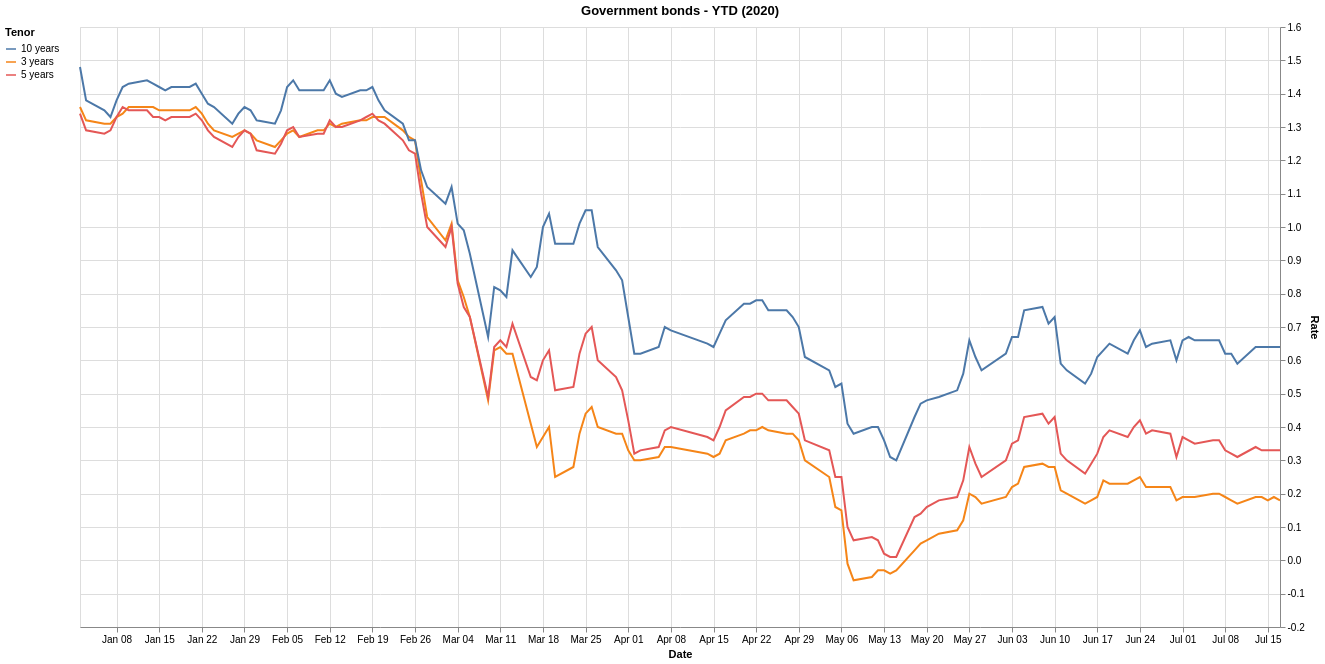 Government bonds - YTD (2020)
Tenor
10 years
3 years
5 years
1.6
1.5
1.4
1.3
1.2
1.1
1.0
0.9
0.8
0.7
0.6
0.5
0.4
0.3
0.2
0.1
0.0
-0.1
-0.2
Rate
Jan 08 Jan 15 Jan 22 Jan 29 Feb 05 Feb 12 Feb 19 Feb 26 Mar 04 Mar 11 Mar 18 Mar 25 Apr 01 Apr 08 Apr 15 Apr 22 Apr 29 May 06 May 13 May 20 May 27 Jun 03 Jun 10 Jun 17 Jun 24 Jul 01 Jul 08 Jul 15
Date